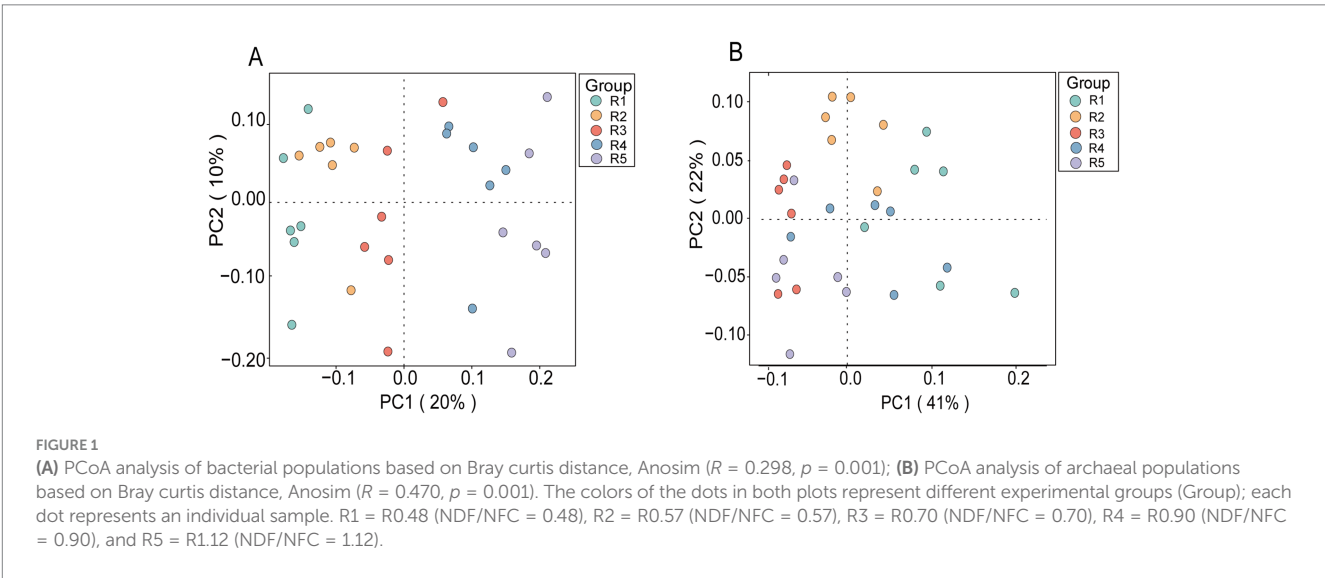 A
Group
R1
R2
R3
R4
R5
PC2 ( 10% )
0.10
0.00
−0.10
−0.20
−0.1
0.0
0.1
0.2
PC1 ( 20% )
B
Group
R1
R2
R3
R4
R5
PC2 ( 22% )
0.10
0.05
0.00
−0.05
−0.10
−0.1
0.0
0.1
0.2
PC1 ( 41% )
FIGURE 1
(A) PCoA analysis of bacterial populations based on Bray curtis distance, Anosim (R = 0.298, p = 0.001); (B) PCoA analysis of archaeal populations
based on Bray curtis distance, Anosim (R = 0.470, p = 0.001). The colors of the dots in both plots represent different experimental groups (Group); each
dot represents an individual sample. R1 = R0.48 (NDF/NFC = 0.48), R2 = R0.57 (NDF/NFC = 0.57), R3 = R0.70 (NDF/NFC = 0.70), R4 = R0.90 (NDF/NFC
= 0.90), and R5 = R1.12 (NDF/NFC = 1.12).